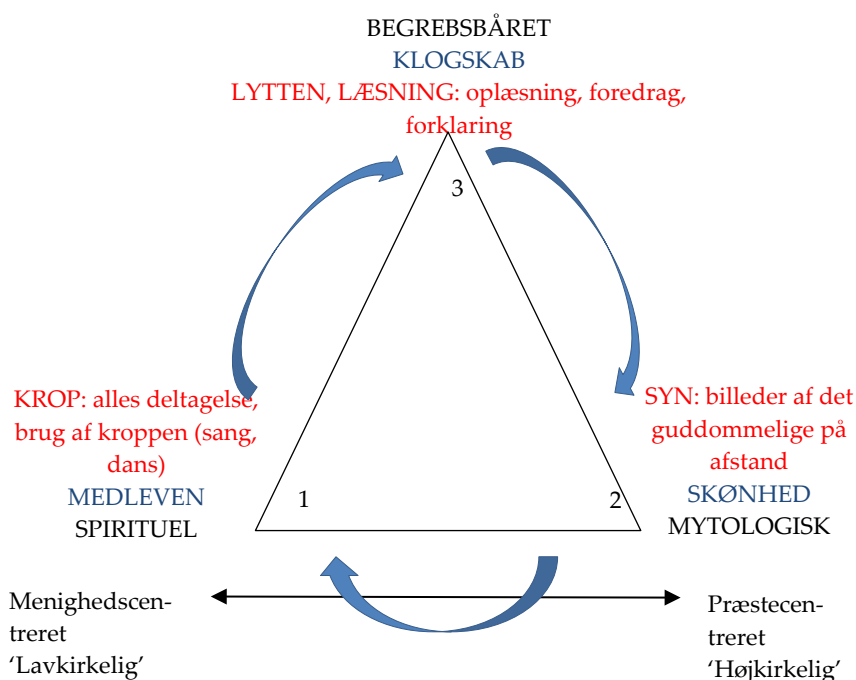 BEGREBSBÅRET
KLOGSKAB
LYTTEN, LÆSNING: oplæsning, foredrag,
forklaring
3
KROP: alles deltagelse,
brug af kroppen (sang,
dans)
MEDLEVEN
SPIRITUEL
1
SYN: billeder af det
guddommelige på
afstand
SKØNHED
MYTOLOGISK
2
Menighedscen-
treret
‘Lavkirkelig’
Præstecen-
treret
‘Højkirkelig’